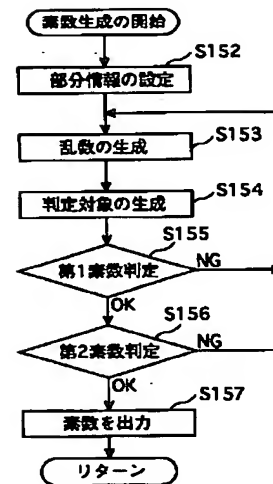 素数生成の開始
S152
部分情報の設定
S153
乱数の生成
S154
判定対象の生成
S155
第1素数判定
NG
OK
S156
第2素数判定
NG
OK
S157
素数を出力
リターン